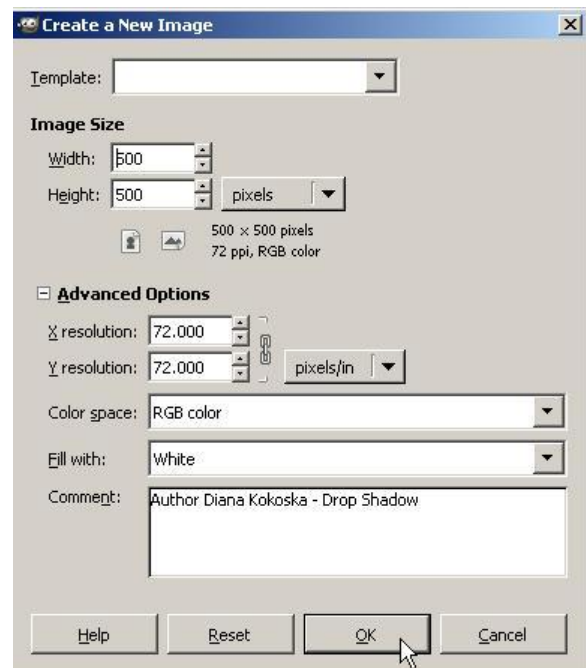 Create a New Image
Template:
Image Size
Width: 500
Height: 500 pixels
500 × 500 pixels
72 ppi, RGB color
Advanced Options
X resolution: 72.000
Y resolution: 72.000 pixels/in
Color space: RGB color
Fill with: White
Comment: Author Diana Kokoska - Drop Shadow
Help Reset OK Cancel